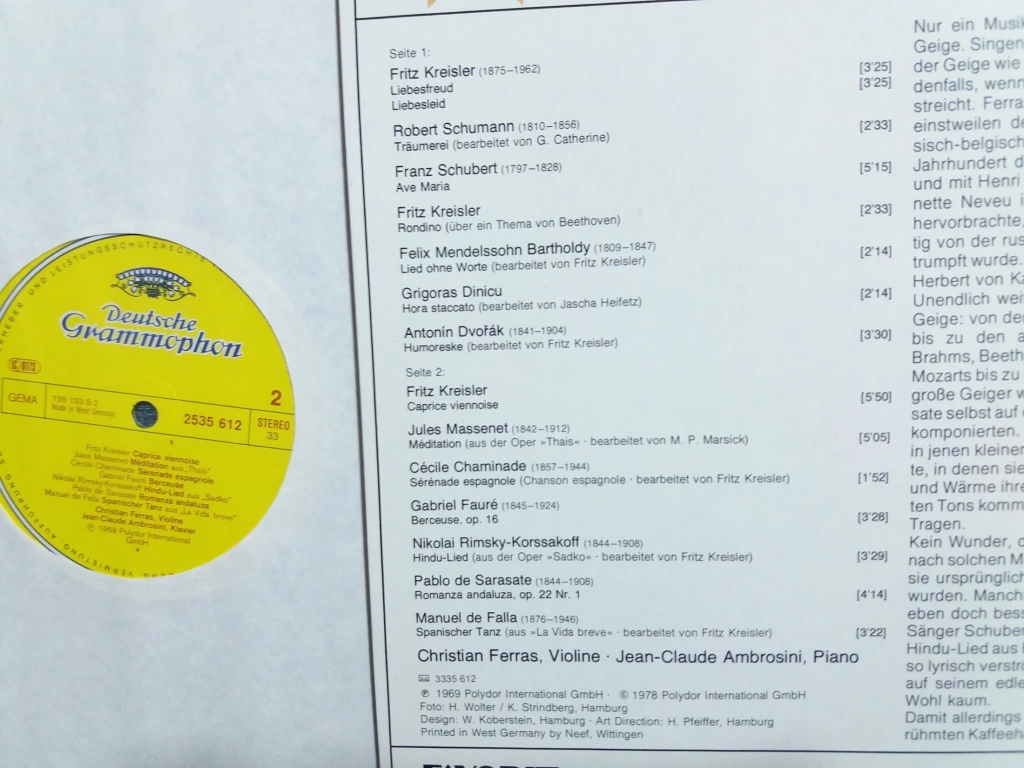 Deutsche
Grammophon
GEMA
Made in West Germany
2535 612
2
STEREO
33
Fritz Kreisler Caprice viennoise
Jules Massenet Méditation aus „Thaïs"
Cécile Chaminade Sérénade espagnole
Gabriel Fauré Berceuse
Nikolai Rimsky-Korssakoff Hindu-Lied aus „Sadko"
Pablo de Sarasate Romanza andaluza
Manuel de Falla Spanischer Tanz aus „La Vida breve"
Christian Ferras, Violine
Jean-Claude Ambrosini, Klavier
℗ 1969 Polydor International
GmbH
Seite 1:
Fritz Kreisler (1875–1962)
Liebesfreud [3'25]
Liebesleid [3'25]
Robert Schumann (1810–1856)
Träumerei (bearbeitet von G. Catherine) [2'33]
Franz Schubert (1797–1828)
Ave Maria [5'15]
Fritz Kreisler
Rondino (über ein Thema von Beethoven) [2'33]
Felix Mendelssohn Bartholdy (1809–1847)
Lied ohne Worte (bearbeitet von Fritz Kreisler) [2'14]
Grigoras Dinicu
Hora staccato (bearbeitet von Jascha Heifetz) [2'14]
Antonín Dvořák (1841–1904)
Humoreske (bearbeitet von Fritz Kreisler) [3'30]
Seite 2:
Fritz Kreisler
Caprice viennoise [5'50]
Jules Massenet (1842–1912)
Méditation (aus der Oper »Thaïs« · bearbeitet von M. P. Marsick) [5'05]
Cécile Chaminade (1857–1944)
Sérénade espagnole (Chanson espagnole · bearbeitet von Fritz Kreisler) [1'52]
Gabriel Fauré (1845–1924)
Berceuse, op. 16 [3'28]
Nikolai Rimsky-Korssakoff (1844–1908)
Hindu-Lied (aus der Oper »Sadko« · bearbeitet von Fritz Kreisler) [3'29]
Pablo de Sarasate (1844–1908)
Romanza andaluza, op. 22 Nr. 1 [4'14]
Manuel de Falla (1876–1946)
Spanischer Tanz (aus »La Vida breve« · bearbeitet von Fritz Kreisler) [3'22]
Christian Ferras, Violine · Jean-Claude Ambrosini, Piano
3335 612
℗ 1969 Polydor International GmbH · © 1978 Polydor International GmbH
Foto: H. Wolter / K. Strindberg, Hamburg
Design: W. Koberstein, Hamburg · Art Direction: H. Pfeiffer, Hamburg
Printed in West Germany by Neef, Wittingen
Nur ein Musik
Geige. Singen
der Geige wie
denfalls, wenn
streicht. Ferra
einstweilen de
sisch-belgisch
Jahrhundert d
und mit Henri
nette Neveu i
hervorbrachte,
tig von der rus
trumpft wurde.
Herbert von Ka
Unendlich wei
Geige: von der
bis zu den a
Brahms, Beeth
Mozarts bis zu
große Geiger w
sate selbst auf
komponierten.
in jenen kleiner
te, in denen sie
und Wärme ihre
ten Tons komm
Tragen.
Kein Wunder, d
nach solchen M
sie ursprünglich
wurden. Manch
eben doch bess
Sänger Schuber
Hindu-Lied aus
so lyrisch verströ
auf seinem edle
Wohl kaum.
Damit allerdings
rühmten Kaffeeha